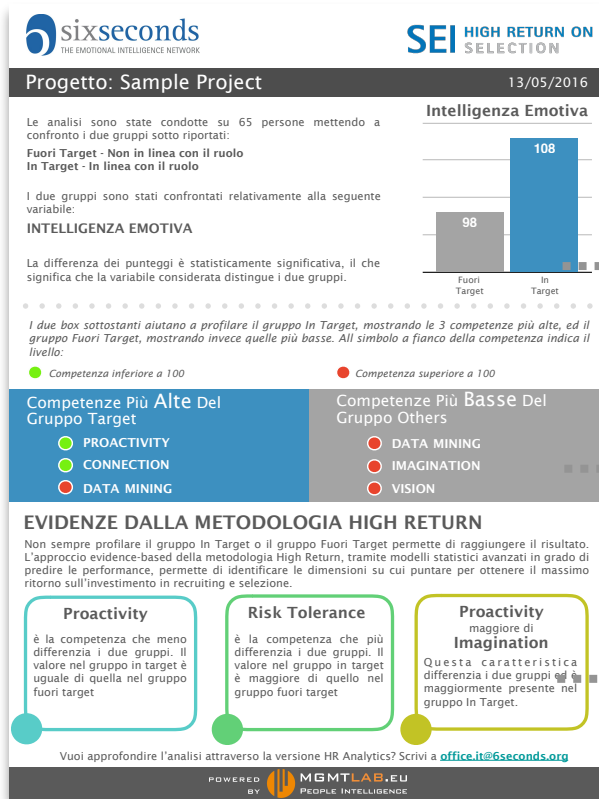 sixseconds
THE EMOTIONAL INTELLIGENCE NETWORK
SEI HIGH RETURN ON
SELECTION
Progetto: Sample Project
13/05/2016
Le analisi sono state condotte su 65 persone mettendo a
confronto i due gruppi sotto riportati:
Fuori Target - Non in linea con il ruolo
In Target - In linea con il ruolo
I due gruppi sono stati confrontati relativamente alla seguente
variabile:
INTELLIGENZA EMOTIVA
La differenza dei punteggi è statisticamente significativa, il che
significa che la variabile considerata distingue i due gruppi.
Intelligenza Emotiva
108
98
Fuori
Target
In
Target
I due box sottostanti aiutano a profilare il gruppo In Target, mostrando le 3 competenze più alte, ed il
gruppo Fuori Target, mostrando invece quelle più basse. All simbolo a fianco della competenza indica il
livello:
Competenza inferiore a 100
Competenza superiore a 100
Competenze Più Alte Del
Gruppo Target
PROACTIVITY
CONNECTION
DATA MINING
Competenze Più Basse Del
Gruppo Others
DATA MINING
IMAGINATION
VISION
EVIDENZE DALLA METODOLOGIA HIGH RETURN
Non sempre profilare il gruppo In Target o il gruppo Fuori Target permette di raggiungere il risultato.
L'approccio evidence-based della metodologia High Return, tramite modelli statistici avanzati in grado di
predire le performance, permette di identificare le dimensioni su cui puntare per ottenere il massimo
ritorno sull'investimento in recruiting e selezione.
Proactivity
è la competenza che meno
differenzia i due gruppi. Il
valore nel gruppo in target è
uguale di quella nel gruppo
fuori target
Risk Tolerance
è la competenza che più
differenzia i due gruppi. Il
valore nel gruppo in target
è maggiore di quello nel
gruppo fuori target
Proactivity
maggiore di
Imagination
Questa caratteristica
differenzia i due gruppi ed è
maggiormente presente nel
gruppo In Target.
Vuoi approfondire l'analisi attraverso la versione HR Analytics? Scrivi a office.it@6seconds.org
POWERED
BY
MGMTLAB.EU
PEOPLE INTELLIGENCE